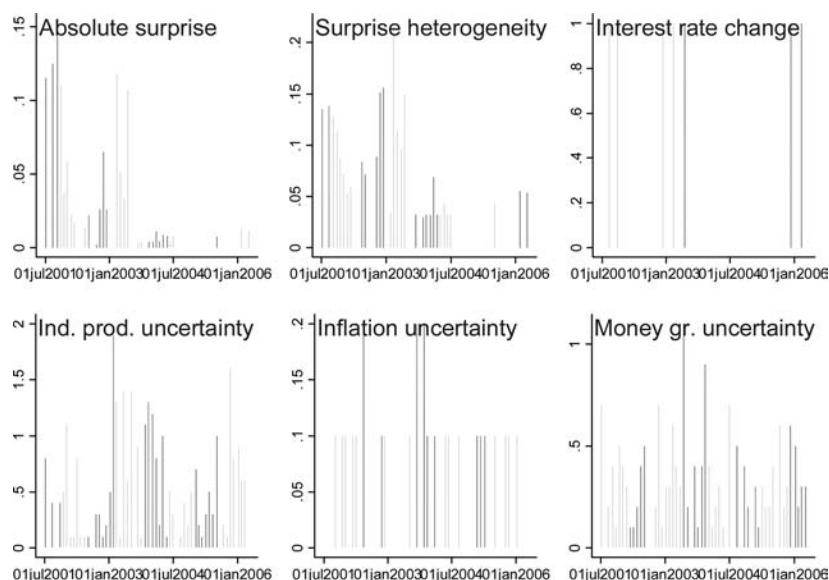 Absolute surprise
.15
.1
.05
0
01jul2001 01jan2003 01jul2004 01jan2006
Surprise heterogeneity
.2
.15
.1
.05
0
01jul2001 01jan2003 01jul2004 01jan2006
Interest rate change
1
.8
.6
.4
.2
0
01jul2001 01jan2003 01jul2004 01jan2006
Ind. prod. uncertainty
2
1.5
1
.5
0
01jul2001 01jan2003 01jul2004 01jan2006
Inflation uncertainty
.2
.15
.1
.05
0
01jul2001 01jan2003 01jul2004 01jan2006
Money gr. uncertainty
1
.5
0
01jul2001 01jan2003 01jul2004 01jan2006